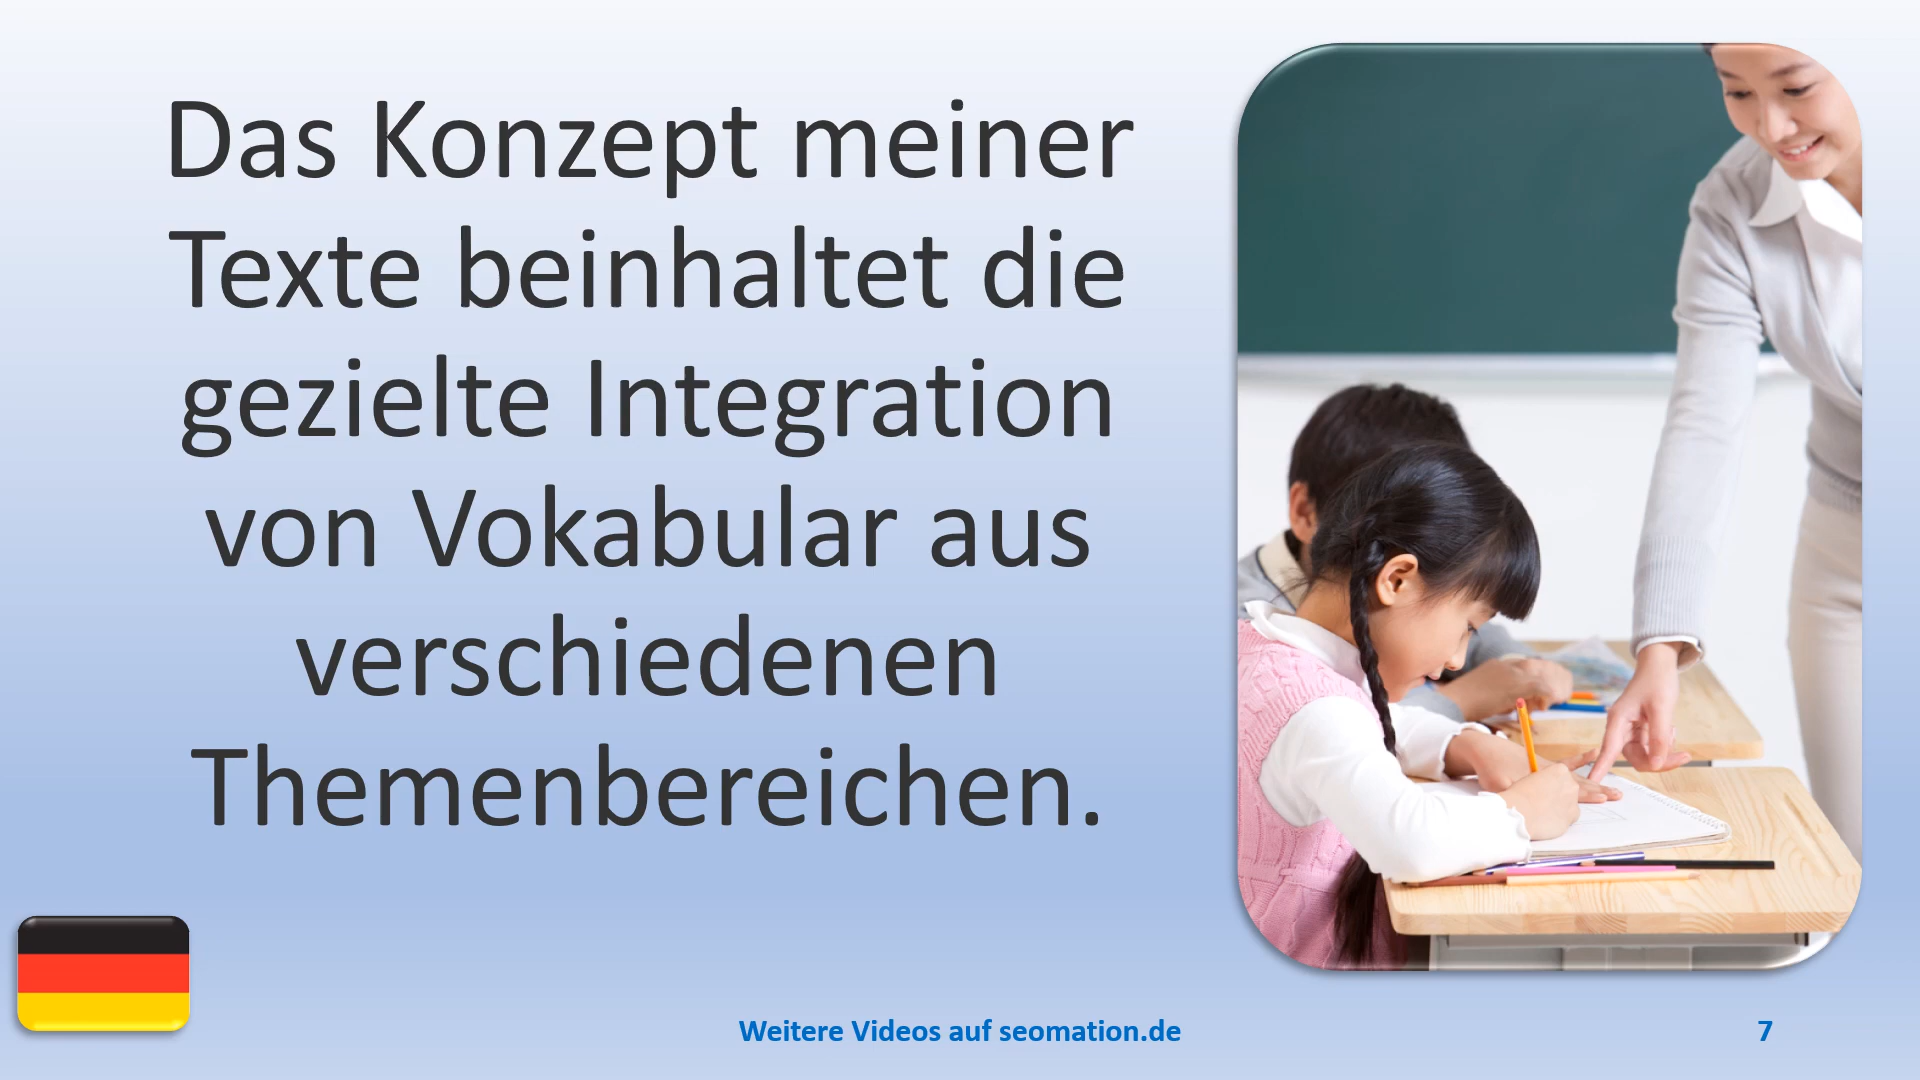 Das Konzept meiner
Texte beinhaltet die
gezielte Integration
von Vokabular aus
verschiedenen
Themenbereichen.
Weitere Videos auf seomation.de
7